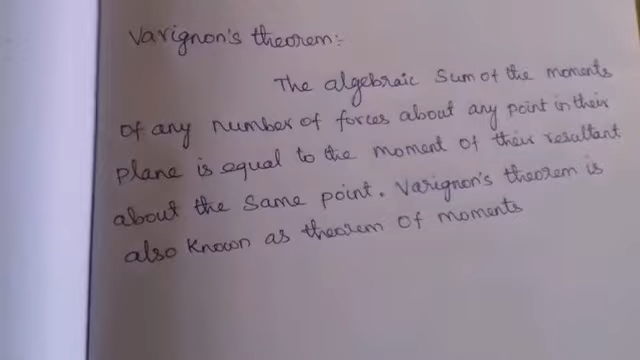 Varignon's theorem:-
The algebraic sum of the moments
of any number of forces about any point in their
plane is equal to the moment of their resultant
about the same point. Varignon's theorem is
also known as theorem of moments